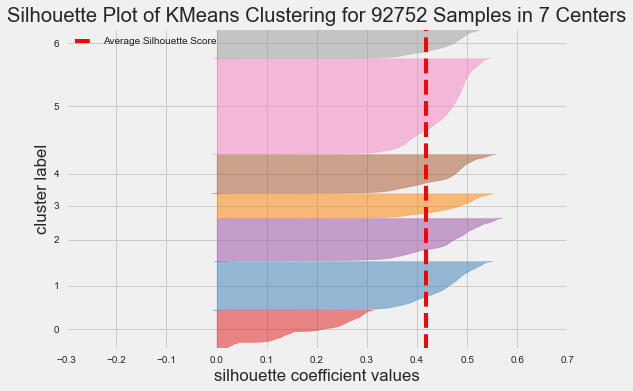 Silhouette Plot of KMeans Clustering for 92752 Samples in 7 Centers
Average Silhouette Score
cluster label
6
5
4
3
2
1
0
−0.3 −0.2 −0.1 0.0 0.1 0.2 0.3 0.4 0.5 0.6 0.7
silhouette coefficient values